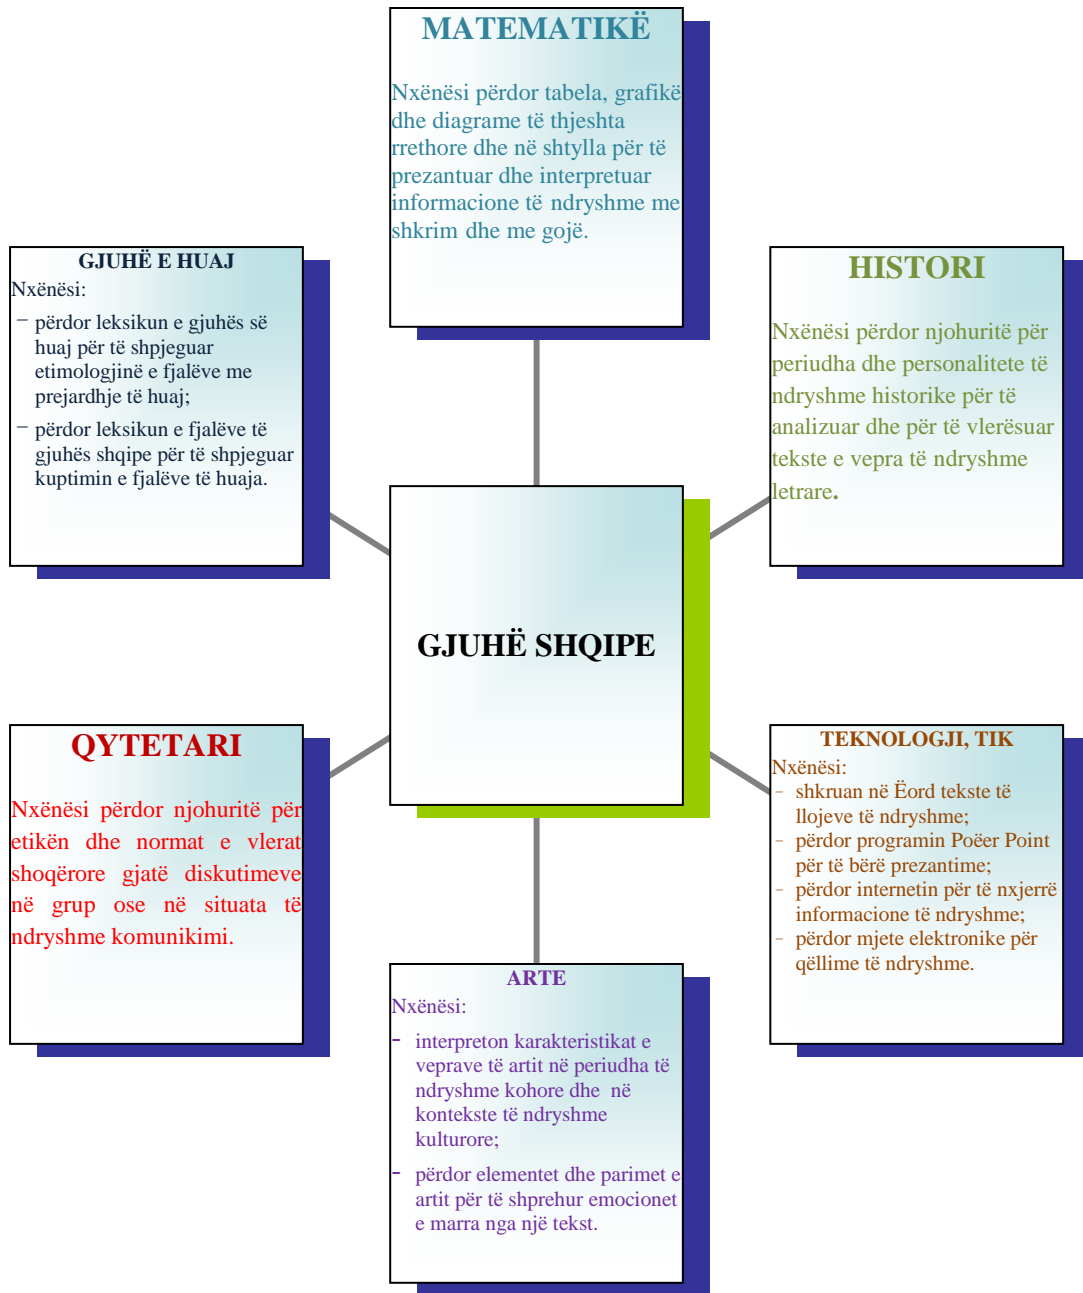 MATEMATIKË
Nxënësi përdor tabela, grafikë
dhe diagrame të thjeshta
rrethore dhe në shtylla për të
prezantuar dhe interpretuar
informacione të ndryshme me
shkrim dhe me gojë.
GJUHË E HUAJ
Nxënësi:
− përdor leksikun e gjuhës së
huaj për të shpjeguar
etimologjinë e fjalëve me
prejardhje të huaj;
− përdor leksikun e fjalëve të
gjuhës shqipe për të shpjeguar
kuptimin e fjalëve të huaja.
HISTORI
Nxënësi përdor njohuritë për
periudha dhe personalitete të
ndryshme historike për të
analizuar dhe për të vlerësuar
tekste e vepra të ndryshme
letrare.
GJUHË SHQIPE
QYTETARI
Nxënësi përdor njohuritë për
etikën dhe normat e vlerat
shoqërore gjatë diskutimeve
në grup ose në situata të
ndryshme komunikimi.
TEKNOLOGJI, TIK
Nxënësi:
- shkruan në Ëord tekste të
llojeve të ndryshme;
- përdor programin Poëer Point
për të bërë prezantime;
- përdor internetin për të nxjerrë
informacione të ndryshme;
- përdor mjete elektronike për
qëllime të ndryshme.
ARTE
Nxënësi:
- interpreton karakteristikat e
veprave të artit në periudha të
ndryshme kohore dhe në
kontekste të ndryshme
kulturore;
- përdor elementet dhe parimet e
artit për të shprehur emocionet
e marra nga një tekst.